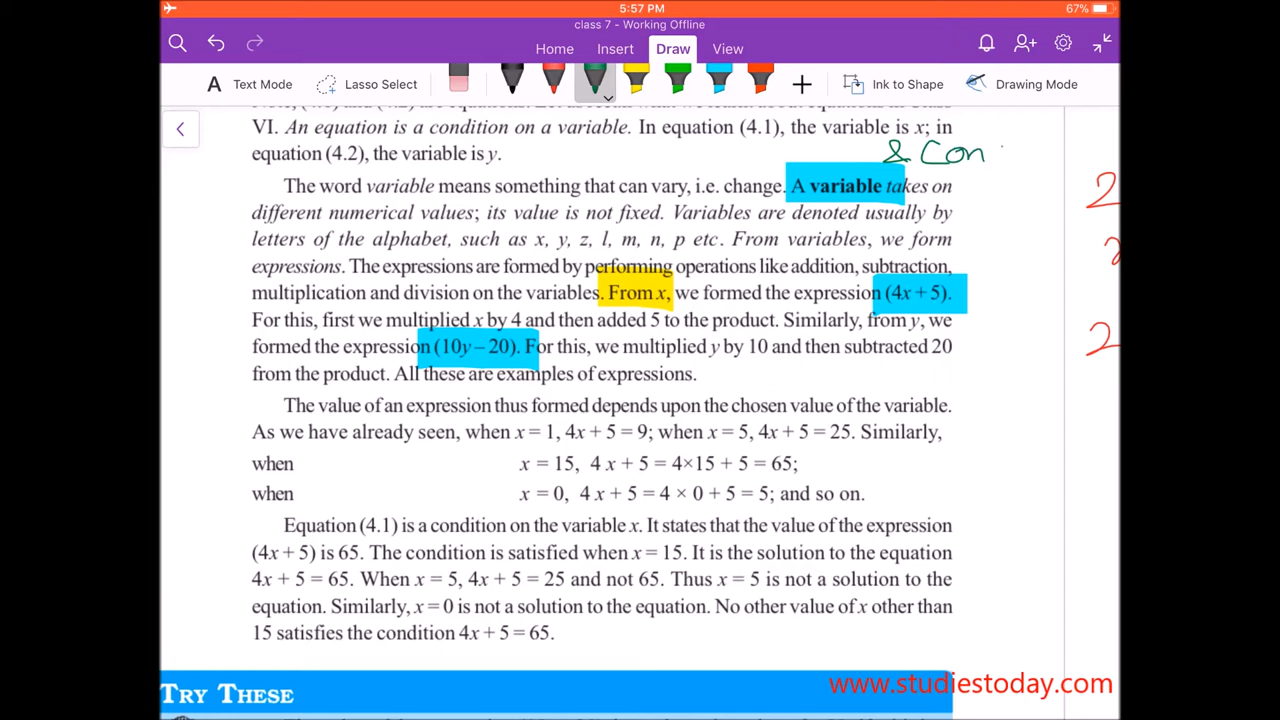 5:57 PM
67%
class 7 - Working Offline
Home Insert Draw View
Text Mode Lasso Select Ink to Shape Drawing Mode
VI. An equation is a condition on a variable. In equation (4.1), the variable is x; in
equation (4.2), the variable is y.
& Con
The word variable means something that can vary, i.e. change. A variable takes on
2
different numerical values; its value is not fixed. Variables are denoted usually by
letters of the alphabet, such as x, y, z, l, m, n, p etc. From variables, we form
expressions. The expressions are formed by performing operations like addition, subtraction,
multiplication and division on the variables. From x, we formed the expression (4x + 5).
For this, first we multiplied x by 4 and then added 5 to the product. Similarly, from y, we
2
formed the expression (10y – 20). For this, we multiplied y by 10 and then subtracted 20
from the product. All these are examples of expressions.
The value of an expression thus formed depends upon the chosen value of the variable.
As we have already seen, when x = 1, 4x + 5 = 9; when x = 5, 4x + 5 = 25. Similarly,
when x = 15, 4 x + 5 = 4×15 + 5 = 65;
when x = 0, 4 x + 5 = 4 × 0 + 5 = 5; and so on.
Equation (4.1) is a condition on the variable x. It states that the value of the expression
(4x + 5) is 65. The condition is satisfied when x = 15. It is the solution to the equation
4x + 5 = 65. When x = 5, 4x + 5 = 25 and not 65. Thus x = 5 is not a solution to the
equation. Similarly, x = 0 is not a solution to the equation. No other value of x other than
15 satisfies the condition 4x + 5 = 65.
www.studiestoday.com
TRY THESE